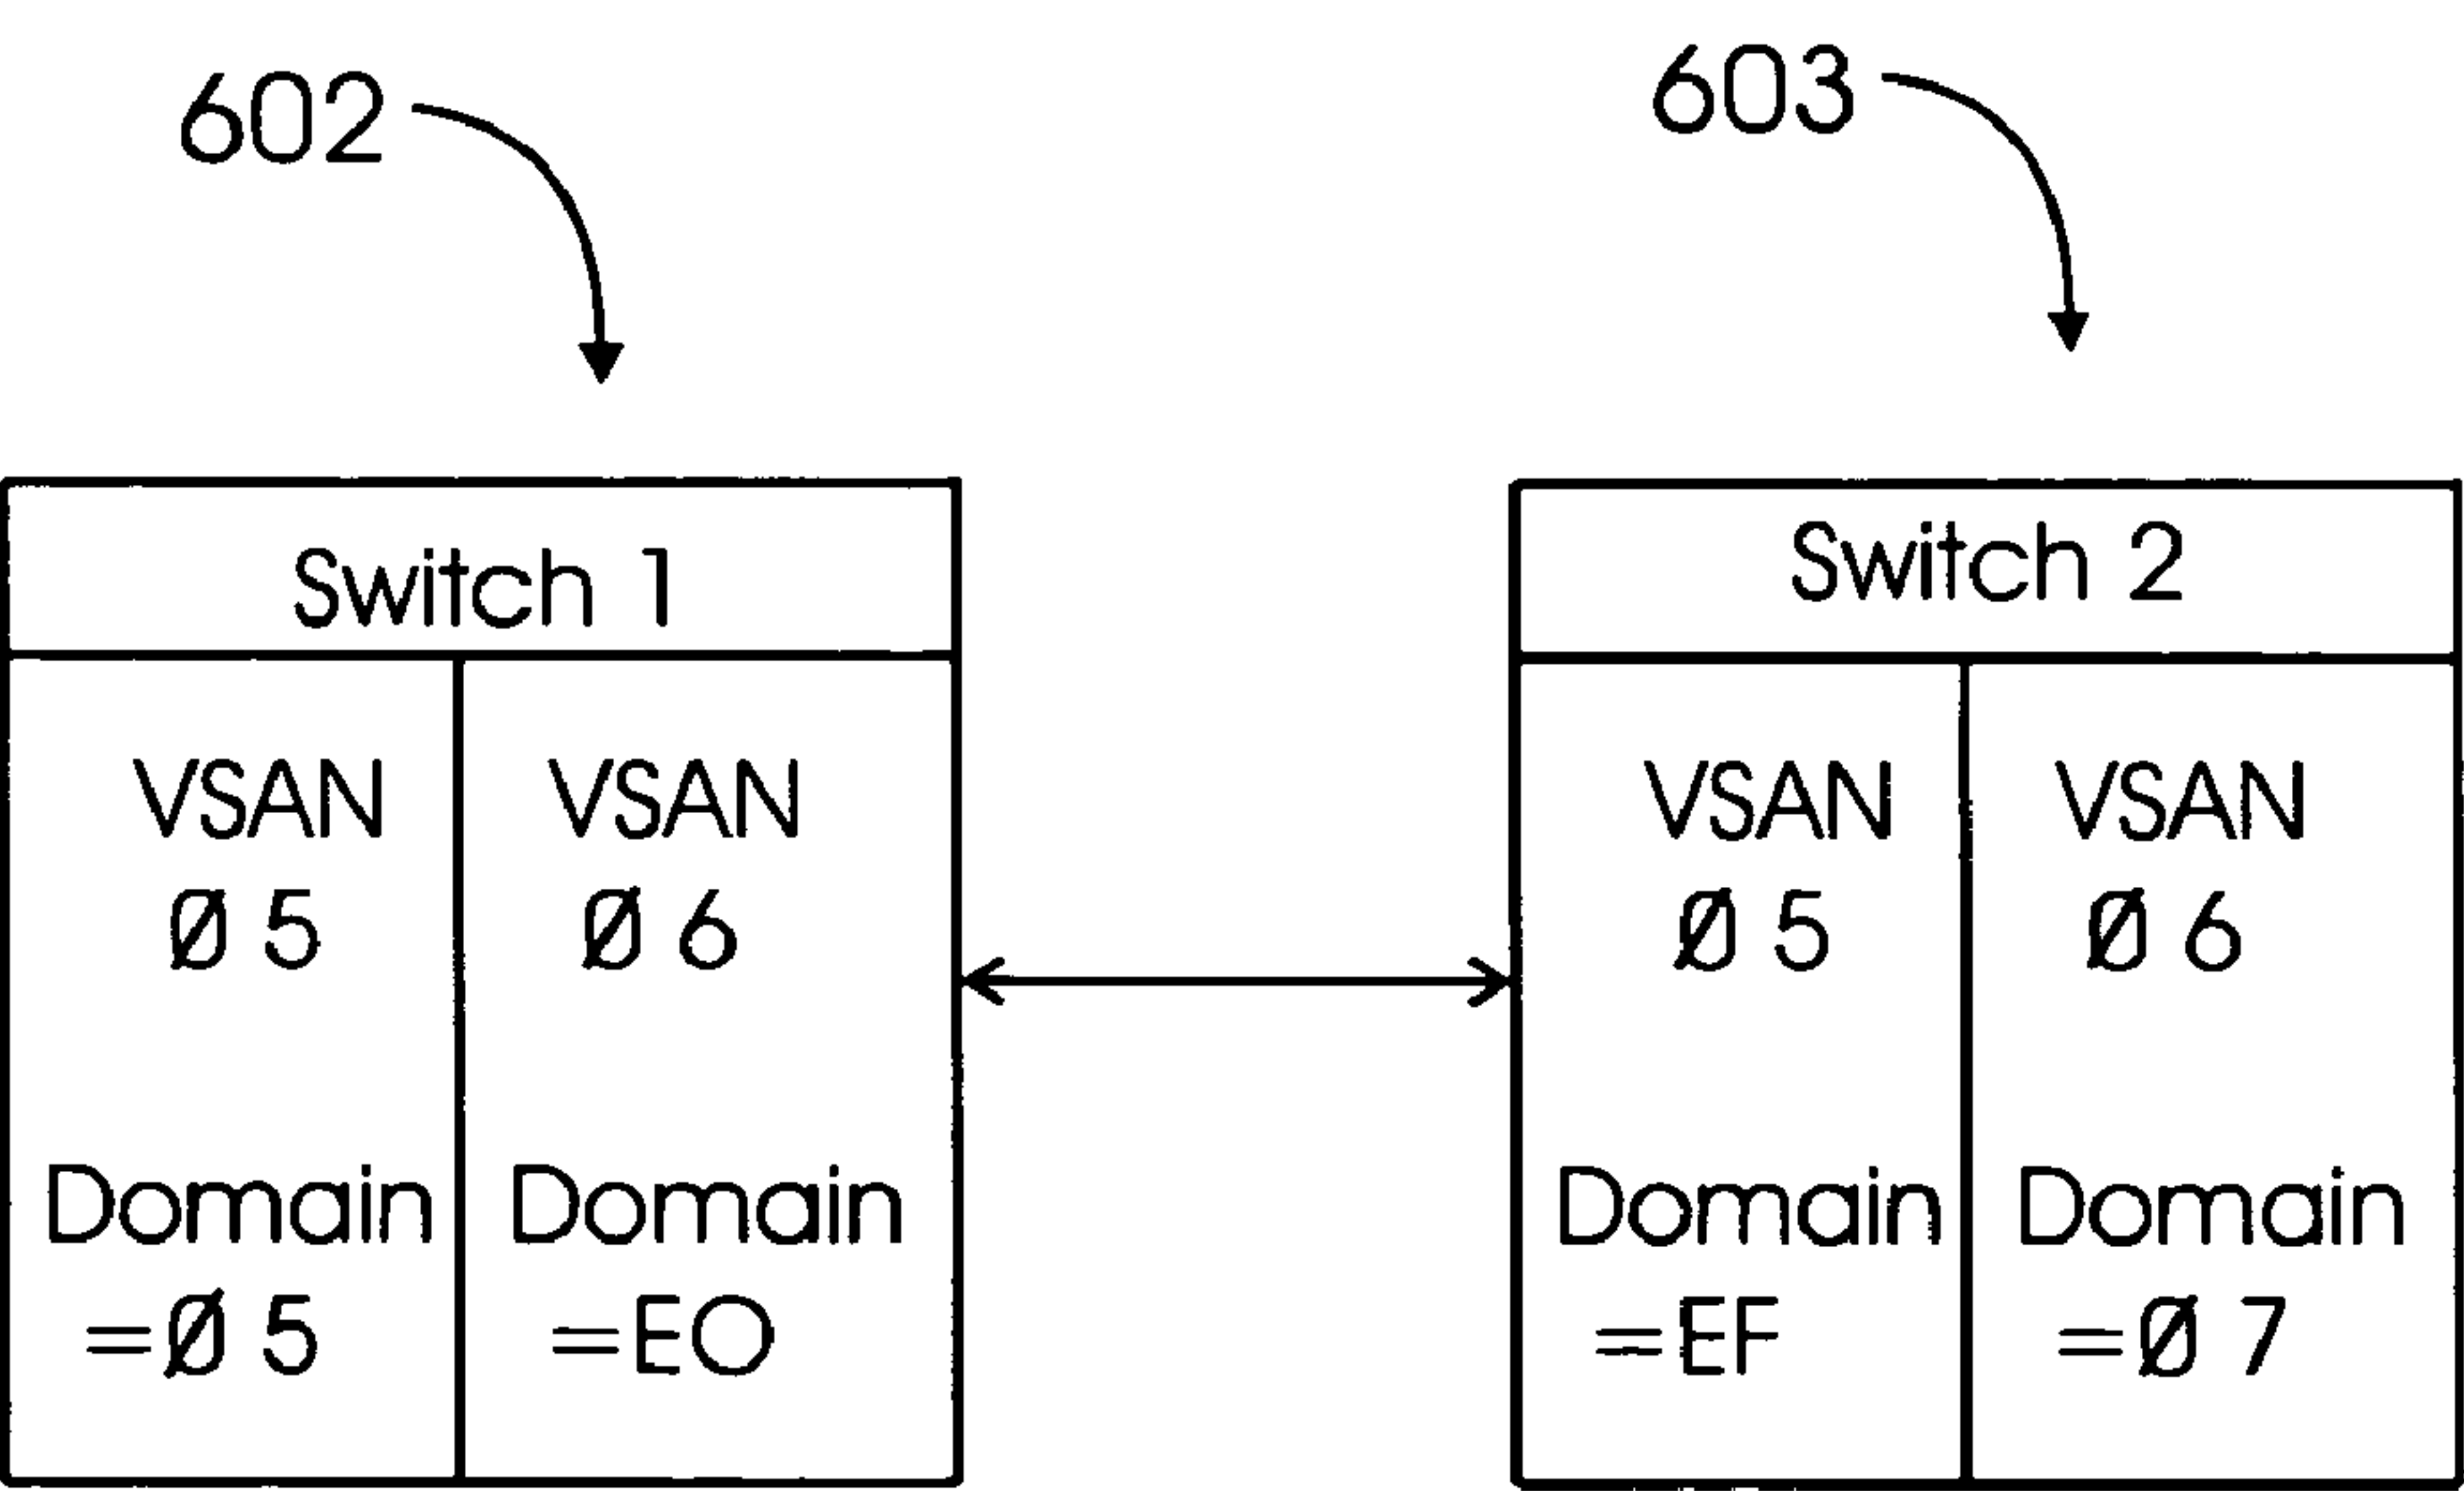 602
603
Switch 1
VSAN
Ø 5
Domain
=Ø 5
VSAN
Ø 6
Domain
=EO
Switch 2
VSAN
Ø 5
Domain
=EF
VSAN
Ø 6
Domain
=Ø 7